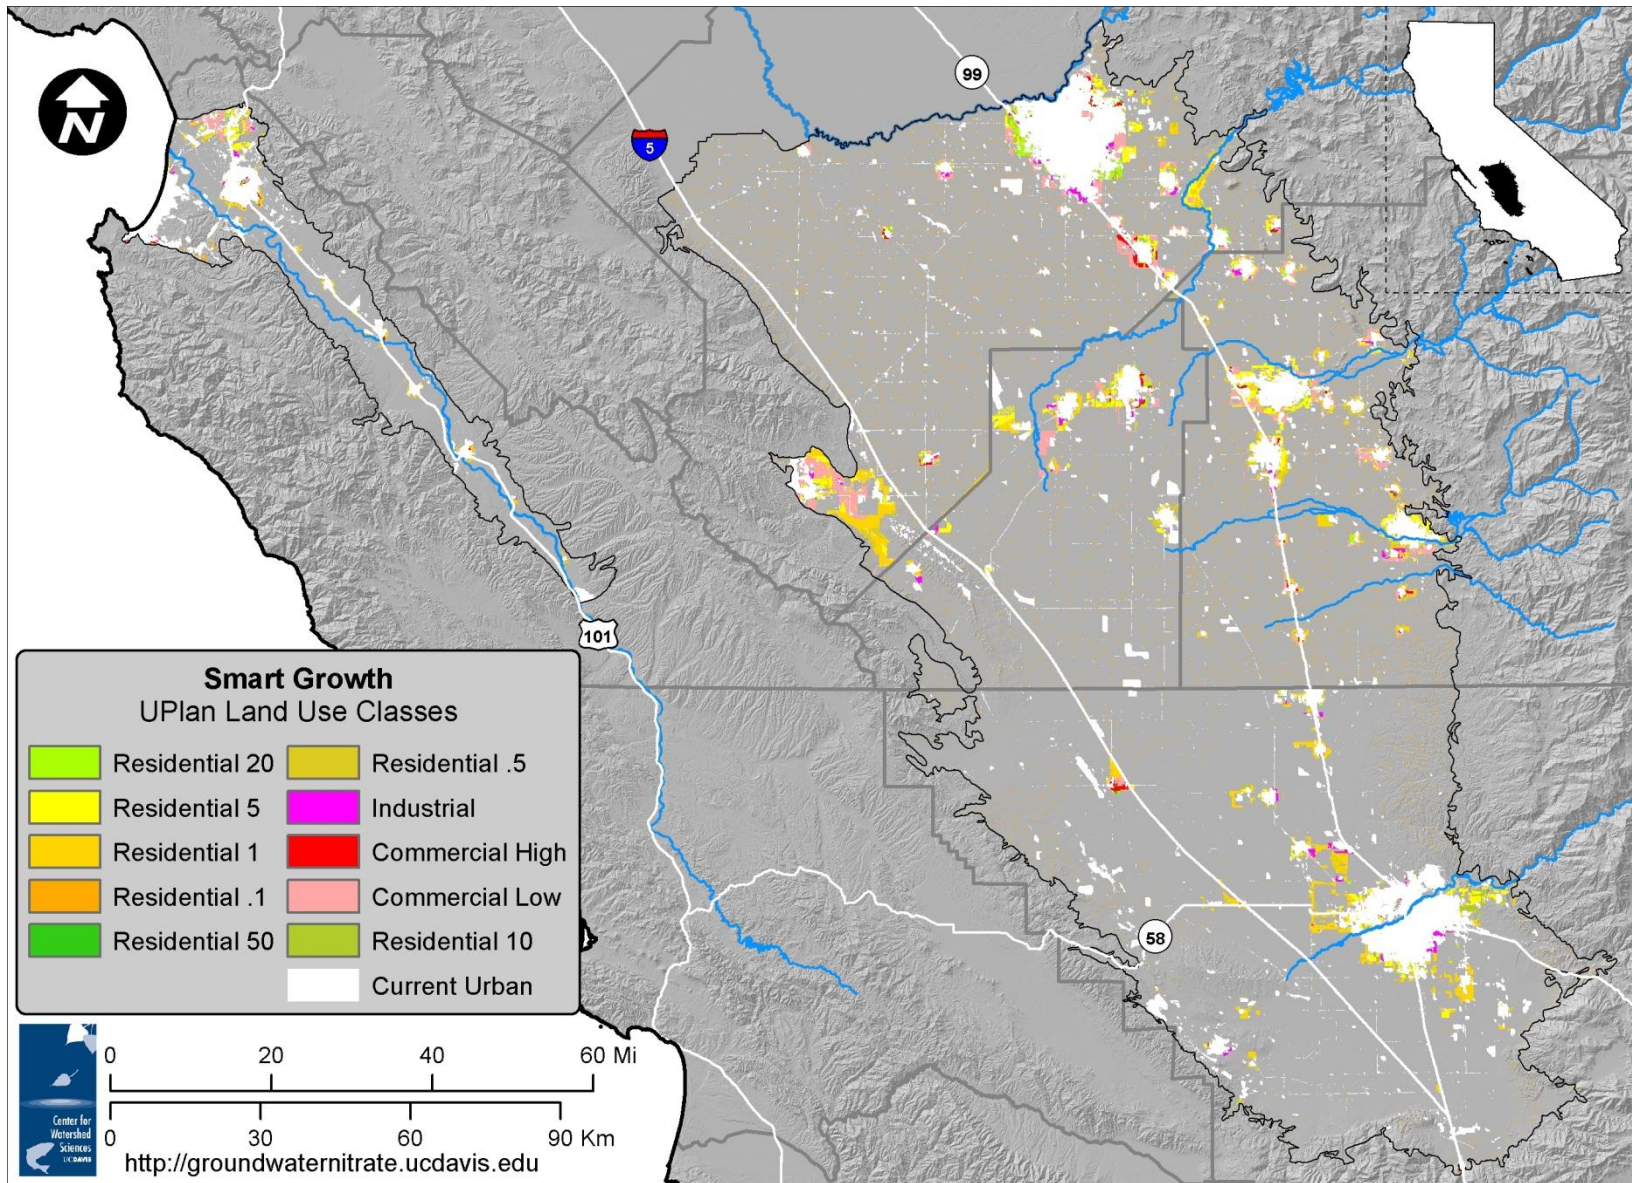 N
5
99
101
58
Smart Growth
UPlan Land Use Classes
Residential 20
Residential 5
Residential 1
Residential .1
Residential 50
Residential .5
Industrial
Commercial High
Commercial Low
Residential 10
Current Urban
0 20 40 60 Mi
0 30 60 90 Km
Center for
Watershed
Sciences
UCDAVIS
http://groundwaternitrate.ucdavis.edu